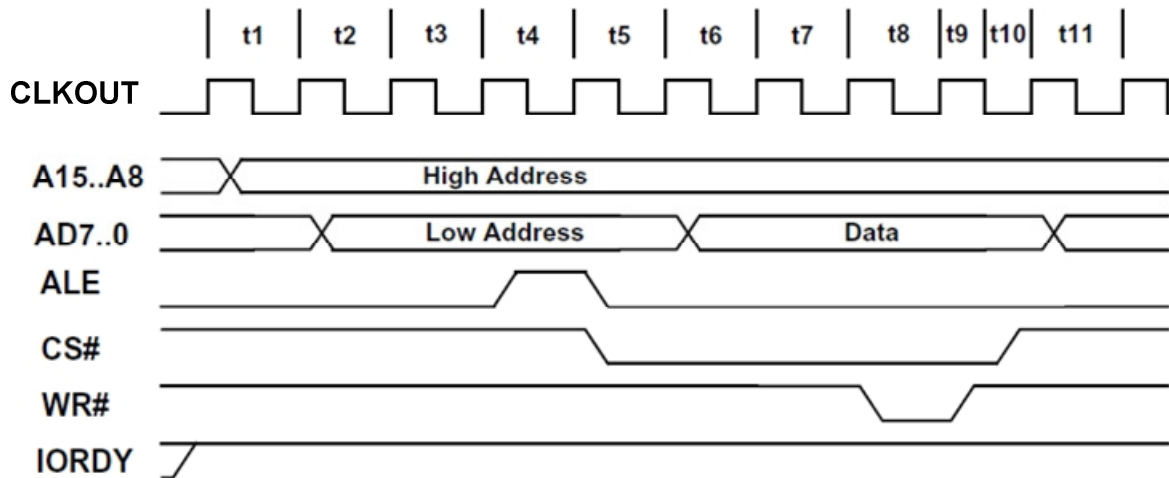 t1 t2 t3 t4 t5 t6 t7 t8 t9 t10 t11
CLKOUT
A15..A8 High Address
AD7..0 Low Address Data
ALE
CS#
WR#
IORDY